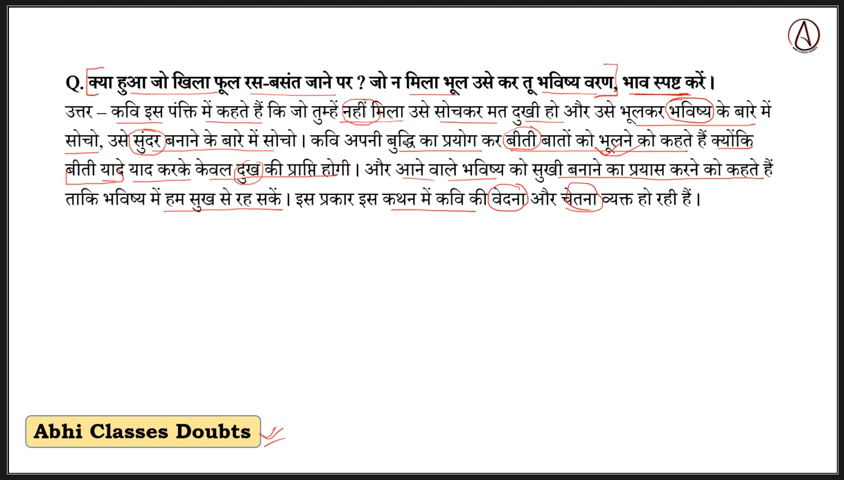 Q. क्या हुआ जो खिला फूल रस-बसंत जाने पर ? जो न मिला भूल उसे कर तू भविष्य वरण, भाव स्पष्ट करें।
उत्तर – कवि इस पंक्ति में कहते हैं कि जो तुम्हें नहीं मिला उसे सोचकर मत दुखी हो और उसे भूलकर भविष्य के बारे में
सोचो, उसे सुंदर बनाने के बारे में सोचो। कवि अपनी बुद्धि का प्रयोग कर बीती बातों को भूलने को कहते हैं क्योंकि
बीती यादे याद करके केवल दुख की प्राप्ति होगी। और आने वाले भविष्य को सुखी बनाने का प्रयास करने को कहते हैं
ताकि भविष्य में हम सुख से रह सकें। इस प्रकार इस कथन में कवि की वेदना और चेतना व्यक्त हो रही हैं।
Abhi Classes Doubts